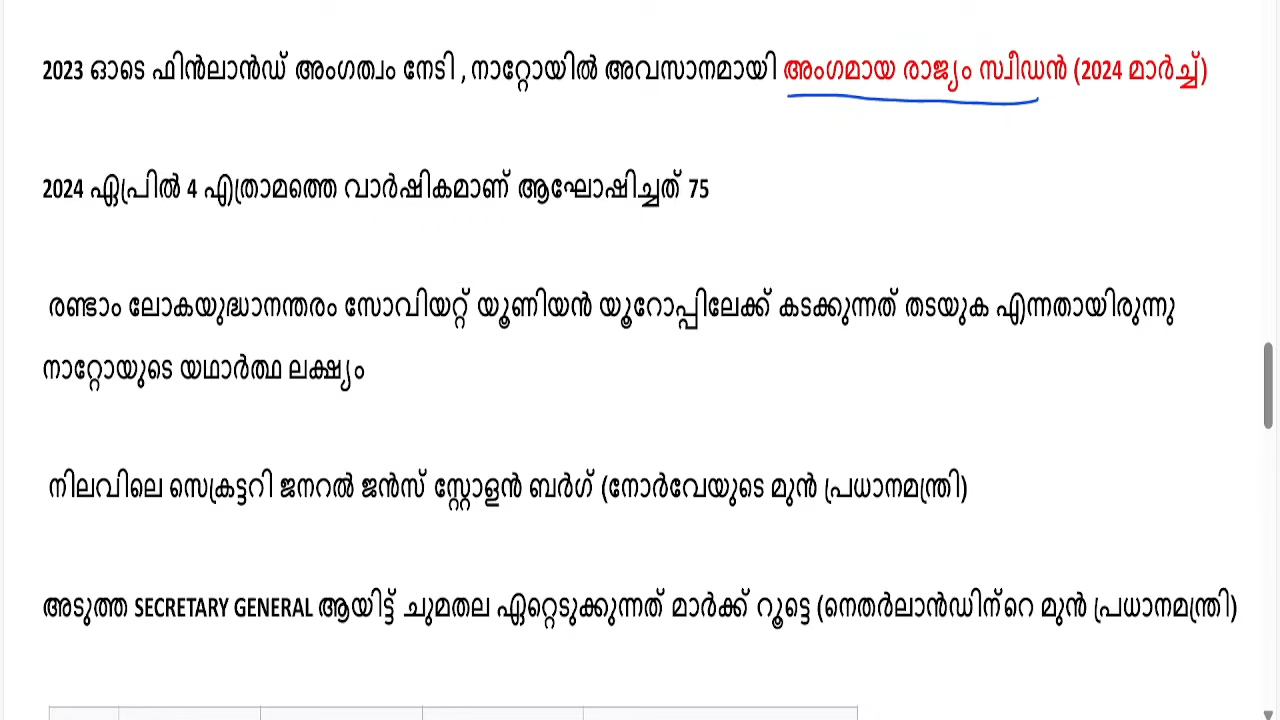 2023 ഓടെ ഫിൻലാൻഡ് അംഗത്വം നേടി , നാറ്റോയിൽ അവസാനമായി അംഗമായ രാജ്യം സ്വീഡൻ (2024 മാർച്ച്)
2024 ഏപ്രിൽ 4 എത്രാമത്തെ വാർഷികമാണ് ആഘോഷിച്ചത് 75
രണ്ടാം ലോകയുദ്ധാനന്തരം സോവിയറ്റ് യൂണിയൻ യൂറോപ്പിലേക്ക് കടക്കുന്നത് തടയുക എന്നതായിരുന്നു
നാറ്റോയുടെ യഥാർത്ഥ ലക്ഷ്യം
നിലവിലെ സെക്രട്ടറി ജനറൽ ജൻസ് സ്റ്റോളൻ ബർഗ് (നോർവേയുടെ മുൻ പ്രധാനമന്ത്രി)
അടുത്ത SECRETARY GENERAL ആയിട്ട് ചുമതല ഏറ്റെടുക്കുന്നത് മാർക്ക് റൂട്ടെ (നെതർലാൻഡിന്റെ മുൻ പ്രധാനമന്ത്രി)